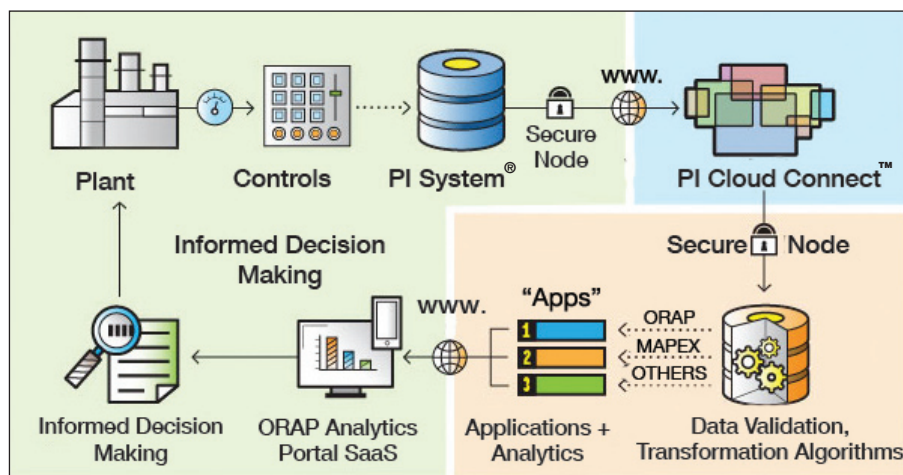 www.
Secure
Node
Plant
Controls
PI System®
PI Cloud Connect™
Informed Decision
Making
Secure Node
"Apps"
www.
1
2
3
ORAP
MAPEX
OTHERS
Informed Decision
Making
ORAP Analytics
Portal SaaS
Applications +
Analytics
Data Validation,
Transformation Algorithms